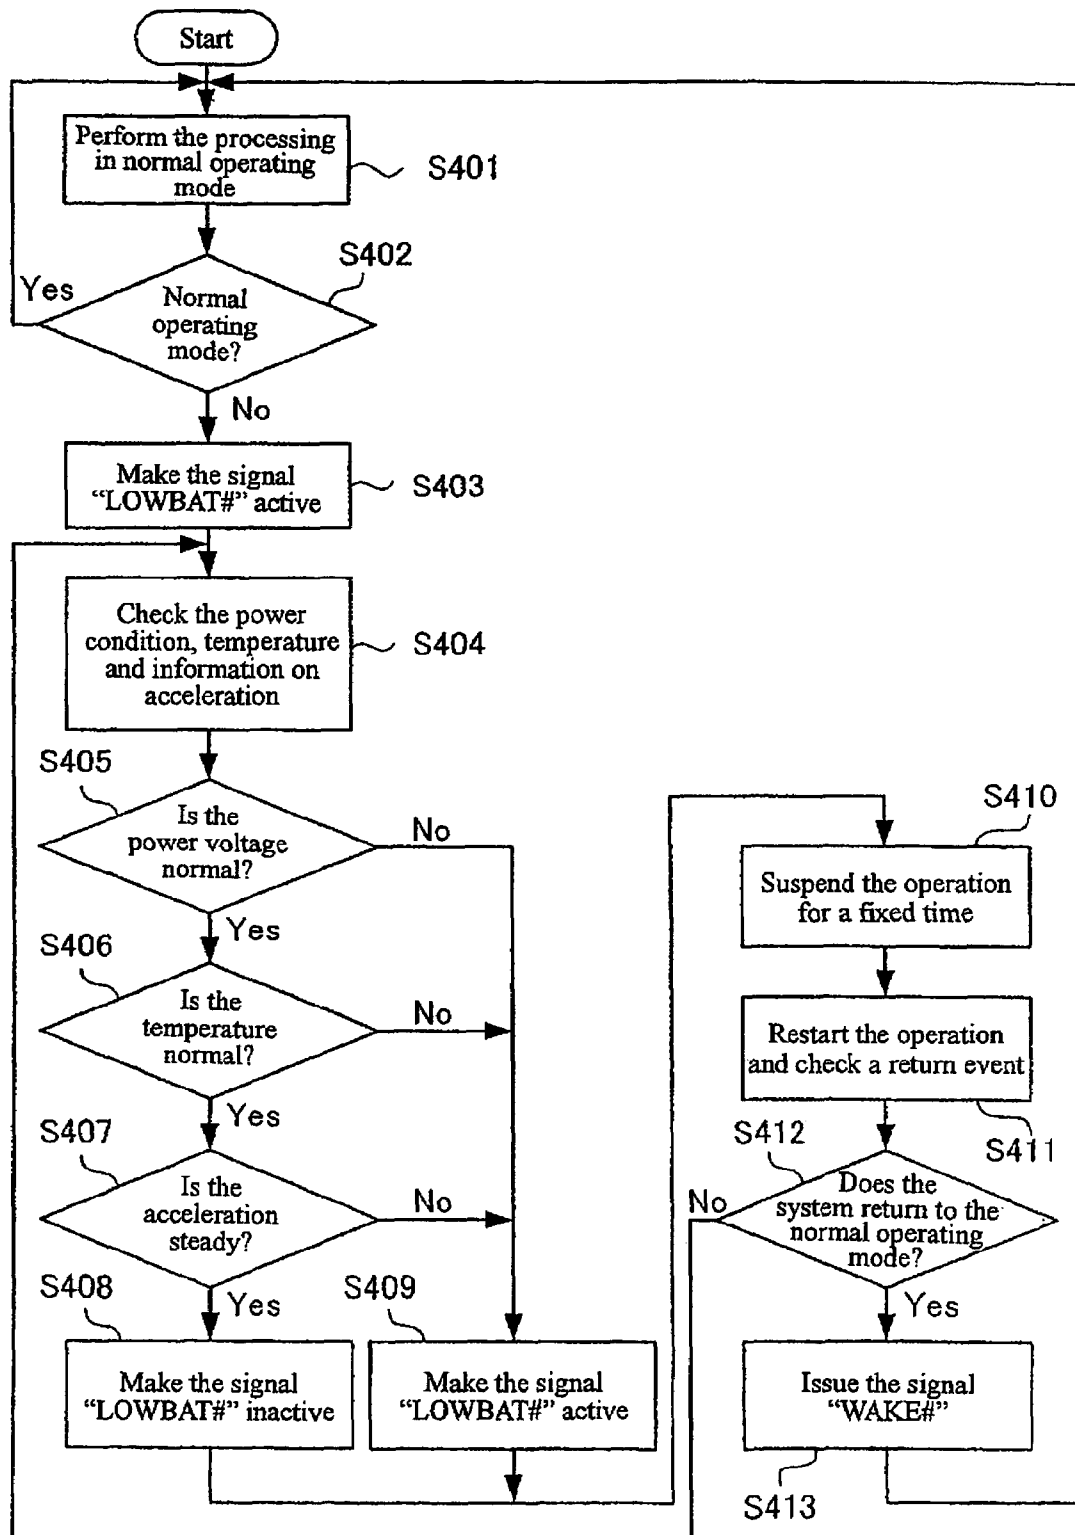 Start
Perform the processing
in normal operating
mode
S401
S402
Yes
Normal
operating
mode?
No
Make the signal
“LOWBAT#” active
S403
Check the power
condition, temperature
and information on
acceleration
S404
S405
Is the
power voltage
normal?
No
Yes
S406
Is the
temperature
normal?
No
Yes
S407
Is the
acceleration
steady?
No
Yes
S408
Make the signal
“LOWBAT#” inactive
S409
Make the signal
“LOWBAT#” active
S410
Suspend the operation
for a fixed time
Restart the operation
and check a return event
S411
S412
Does the
system return to the
normal operating
mode?
No
Yes
Issue the signal
“WAKE#”
S413